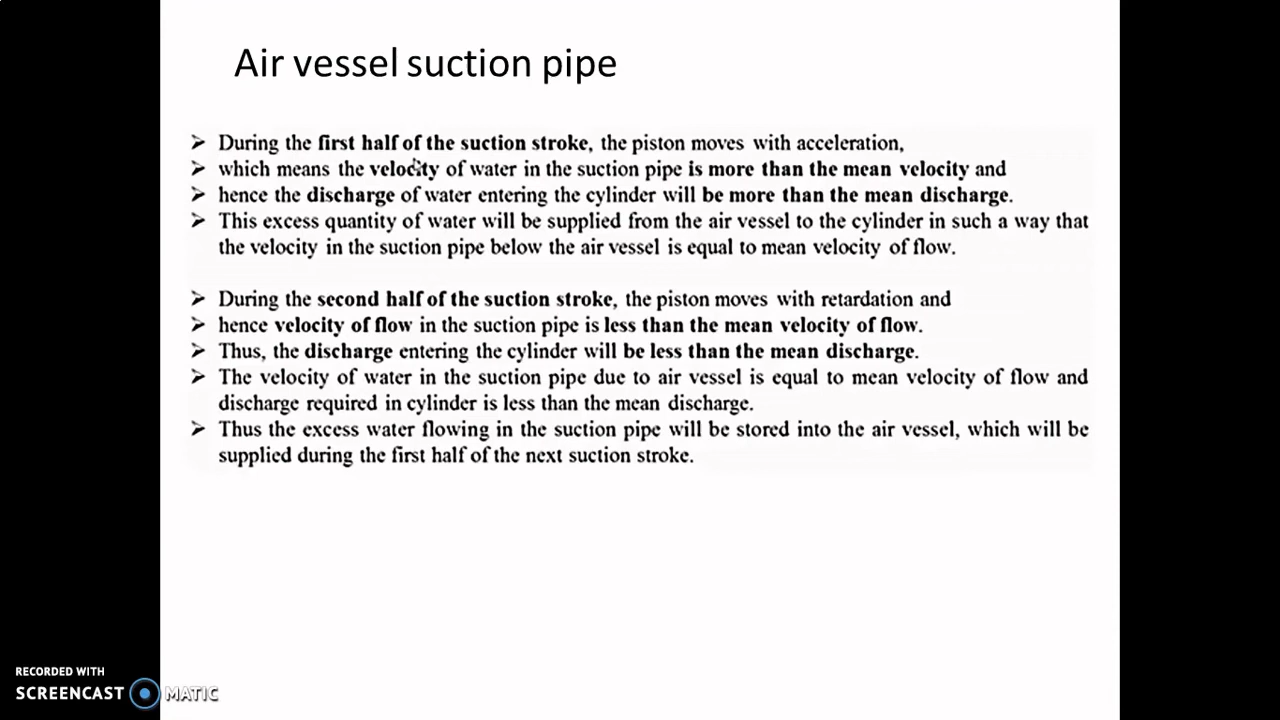 Air vessel suction pipe
➢ During the first half of the suction stroke, the piston moves with acceleration,
➢ which means the velocity of water in the suction pipe is more than the mean velocity and
➢ hence the discharge of water entering the cylinder will be more than the mean discharge.
➢ This excess quantity of water will be supplied from the air vessel to the cylinder in such a way that
the velocity in the suction pipe below the air vessel is equal to mean velocity of flow.
➢ During the second half of the suction stroke, the piston moves with retardation and
➢ hence velocity of flow in the suction pipe is less than the mean velocity of flow.
➢ Thus, the discharge entering the cylinder will be less than the mean discharge.
➢ The velocity of water in the suction pipe due to air vessel is equal to mean velocity of flow and
discharge required in cylinder is less than the mean discharge.
➢ Thus the excess water flowing in the suction pipe will be stored into the air vessel, which will be
supplied during the first half of the next suction stroke.
RECORDED WITH
SCREENCAST MATIC